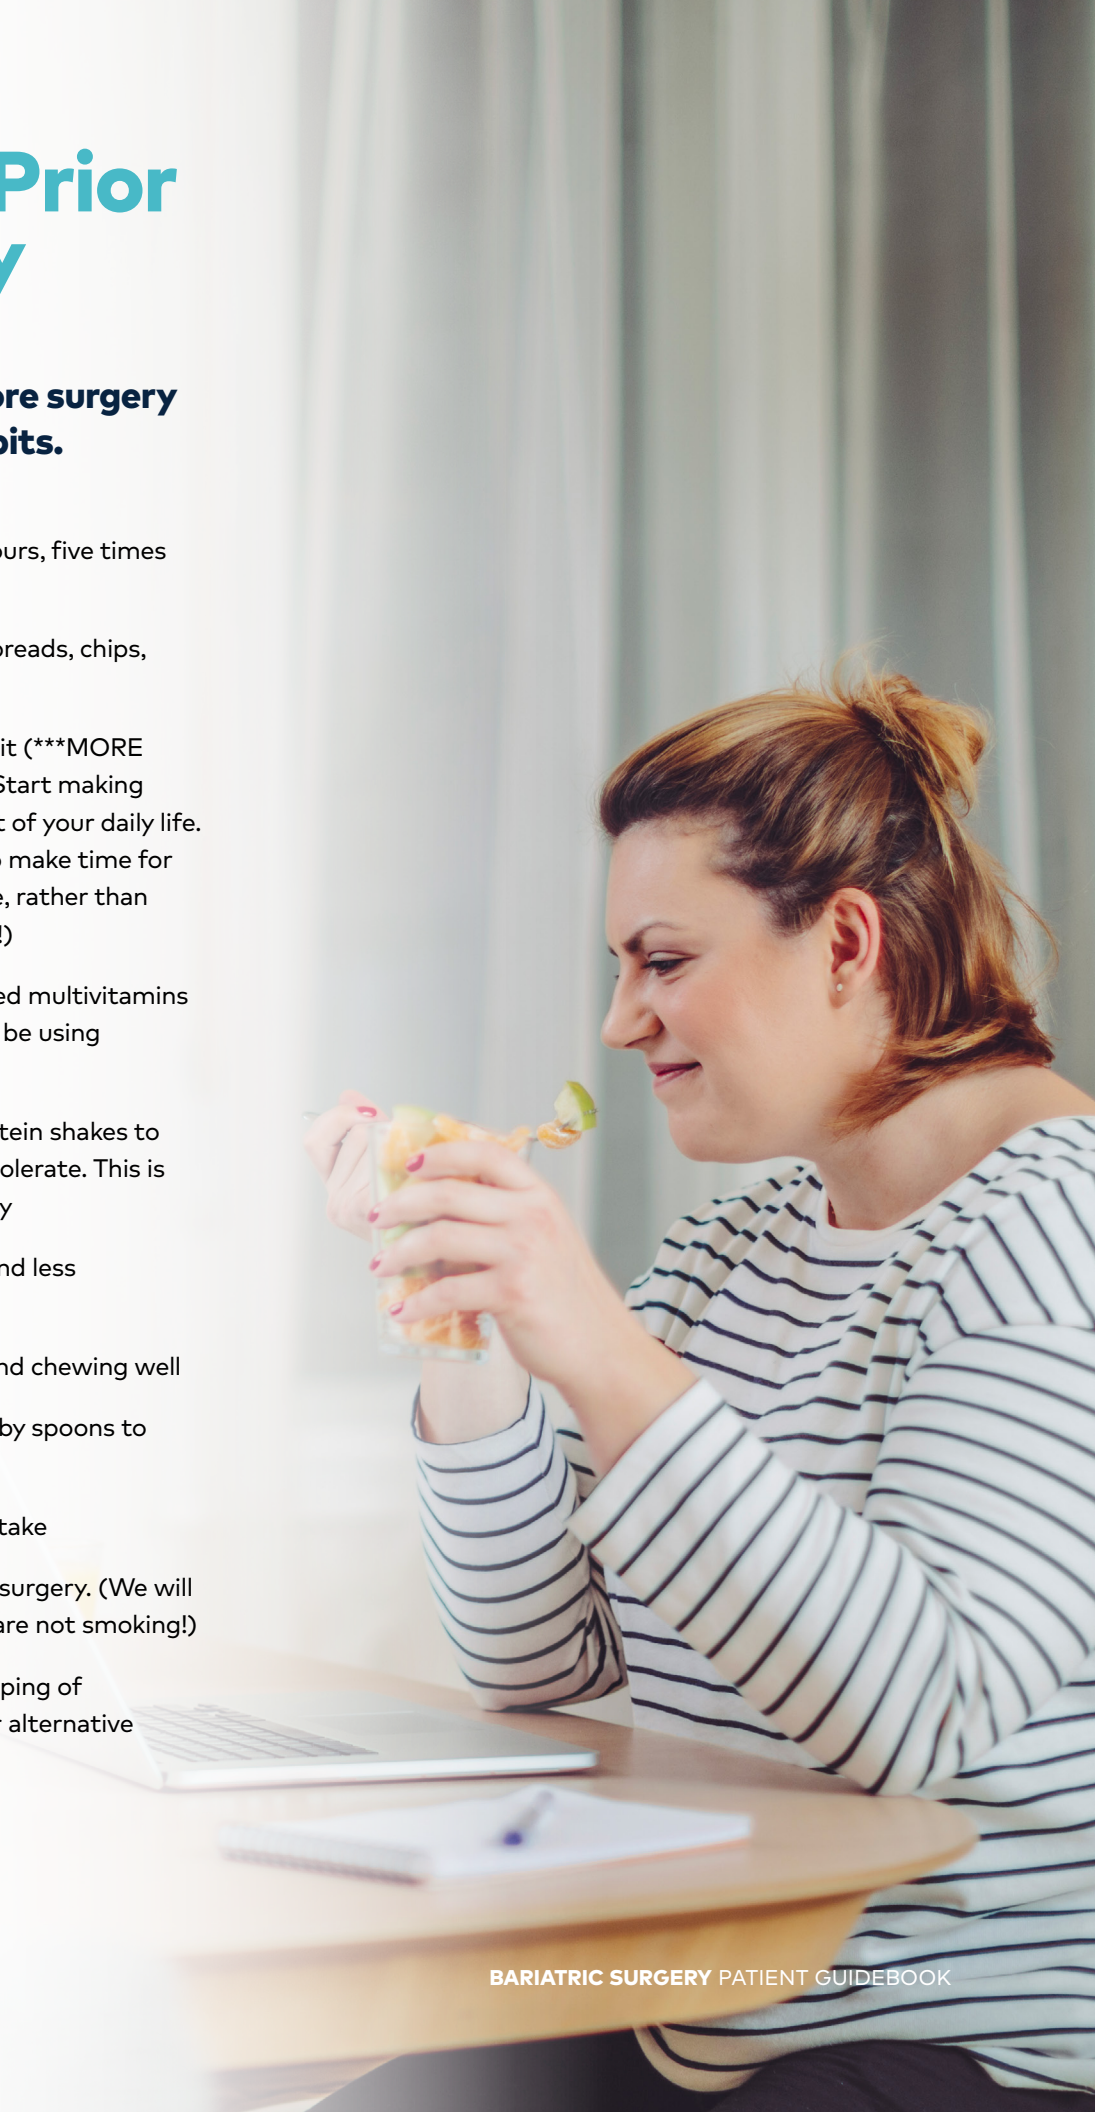 Prior
y
ore surgery
bits.
ours, five times
breads, chips,
it (***MORE
Start making
t of your daily life.
o make time for
e, rather than
!)
ed multivitamins
be using
tein shakes to
olerate. This is
y
nd less
nd chewing well
by spoons to
take
surgery. (We will
are not smoking!)
ping of
r alternative
BARIATRIC SURGERY PATIENT GUIDEBOOK